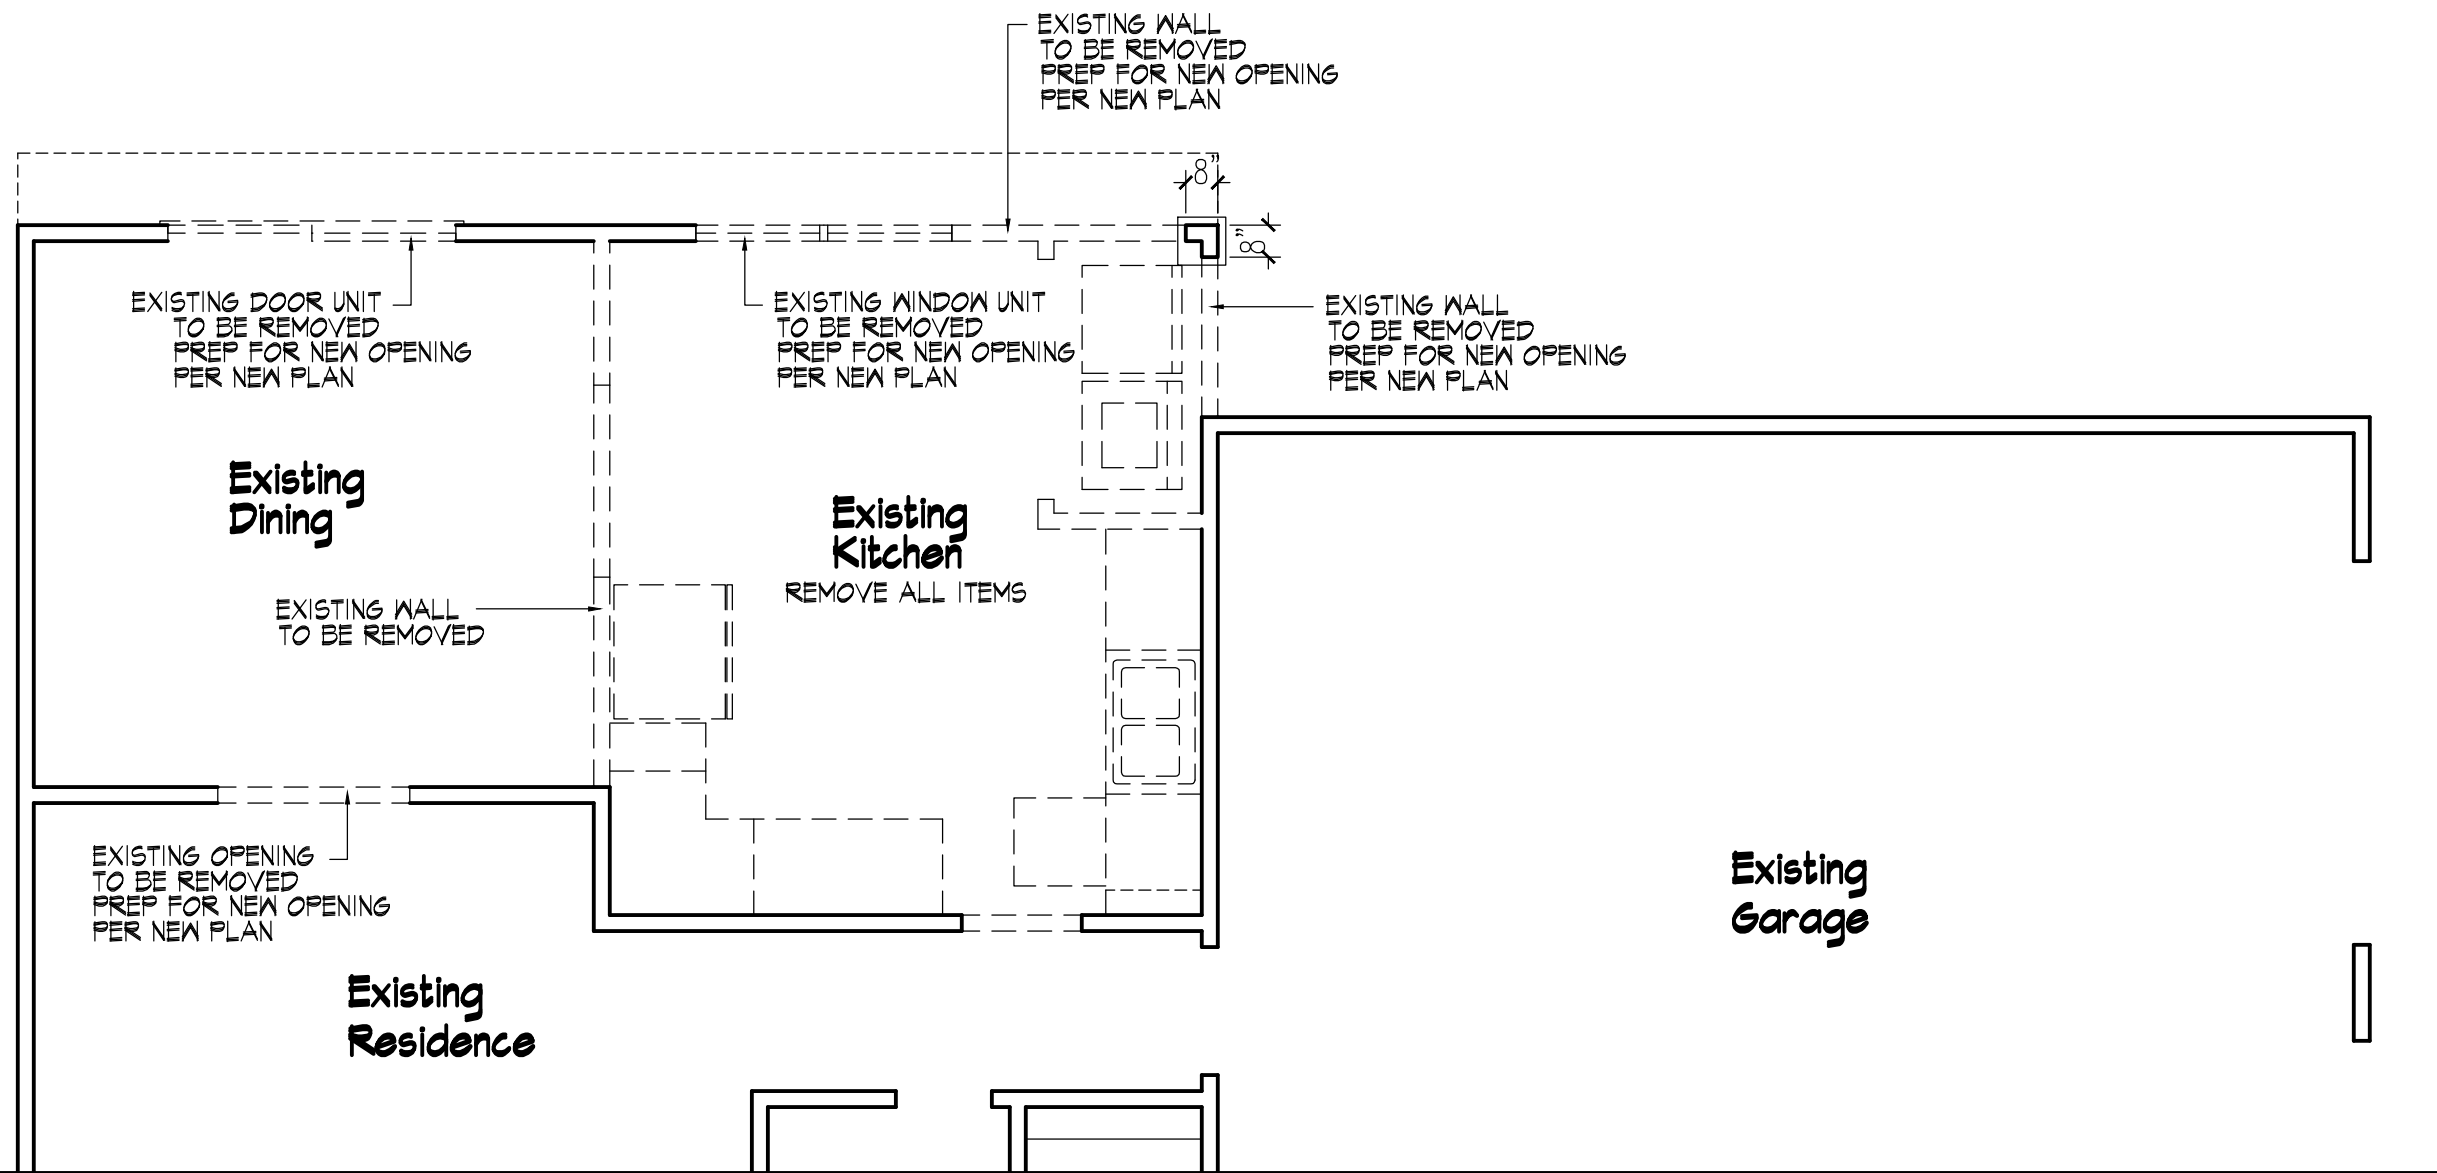 EXISTING WALL
TO BE REMOVED
PREP FOR NEW OPENING
PER NEW PLAN
8"
8"
EXISTING DOOR UNIT
TO BE REMOVED
PREP FOR NEW OPENING
PER NEW PLAN
EXISTING WINDOW UNIT
TO BE REMOVED
PREP FOR NEW OPENING
PER NEW PLAN
EXISTING WALL
TO BE REMOVED
PREP FOR NEW OPENING
PER NEW PLAN
Existing
Dining
Existing
Kitchen
REMOVE ALL ITEMS
EXISTING WALL
TO BE REMOVED
EXISTING OPENING
TO BE REMOVED
PREP FOR NEW OPENING
PER NEW PLAN
Existing
Garage
Existing
Residence